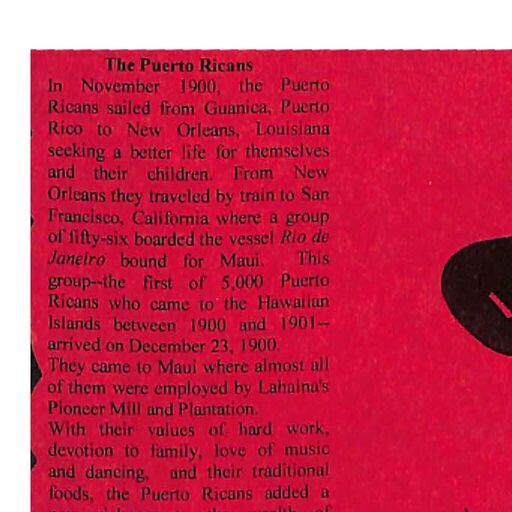 The Puerto Ricans
In November 1900, the Puerto
Ricans sailed from Guanica, Puerto
Rico to New Orleans, Louisiana
seeking a better life for themselves
and their children. From New
Orleans they traveled by train to San
Francisco, California where a group
of fifty-six boarded the vessel Rio de
Janeiro bound for Maui. This
group--the first of 5,000 Puerto
Ricans who came to the Hawaiian
Islands between 1900 and 1901--
arrived on December 23, 1900.
They came to Maui where almost all
of them were employed by Lahaina's
Pioneer Mill and Plantation.
With their values of hard work,
devotion to family, love of music
and dancing, and their traditional
foods, the Puerto Ricans added a